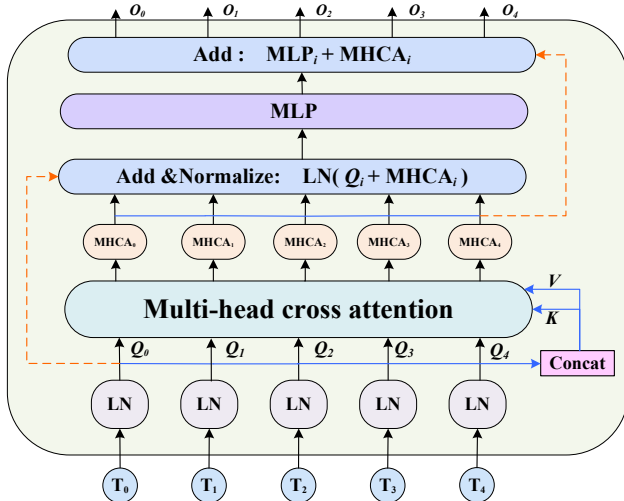 O₀ O₁ O₂ O₃ O₄
Add : MLPᵢ + MHCAᵢ
MLP
Add &Normalize: LN( Qᵢ + MHCAᵢ )
MHCA₀ MHCA₁ MHCA₂ MHCA₃ MHCA₄
V
Multi-head cross attention
K
Q₀ Q₁ Q₂ Q₃ Q₄
Concat
LN LN LN LN LN
T₀ T₁ T₂ T₃ T₄